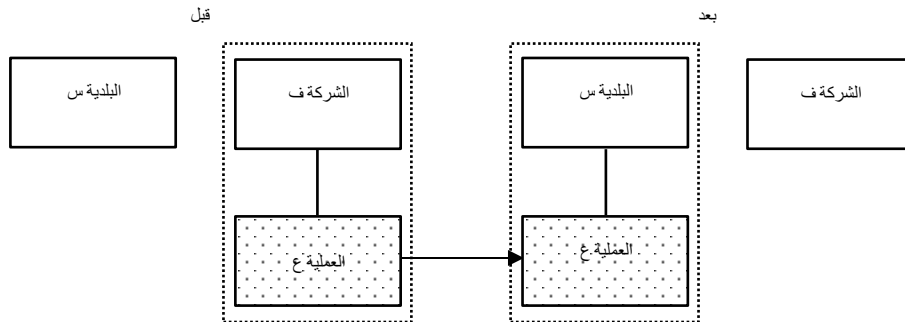 قبل
بعد
البلدية س
الشركة ف
البلدية س
الشركة ف
العملية ع
العملية ع